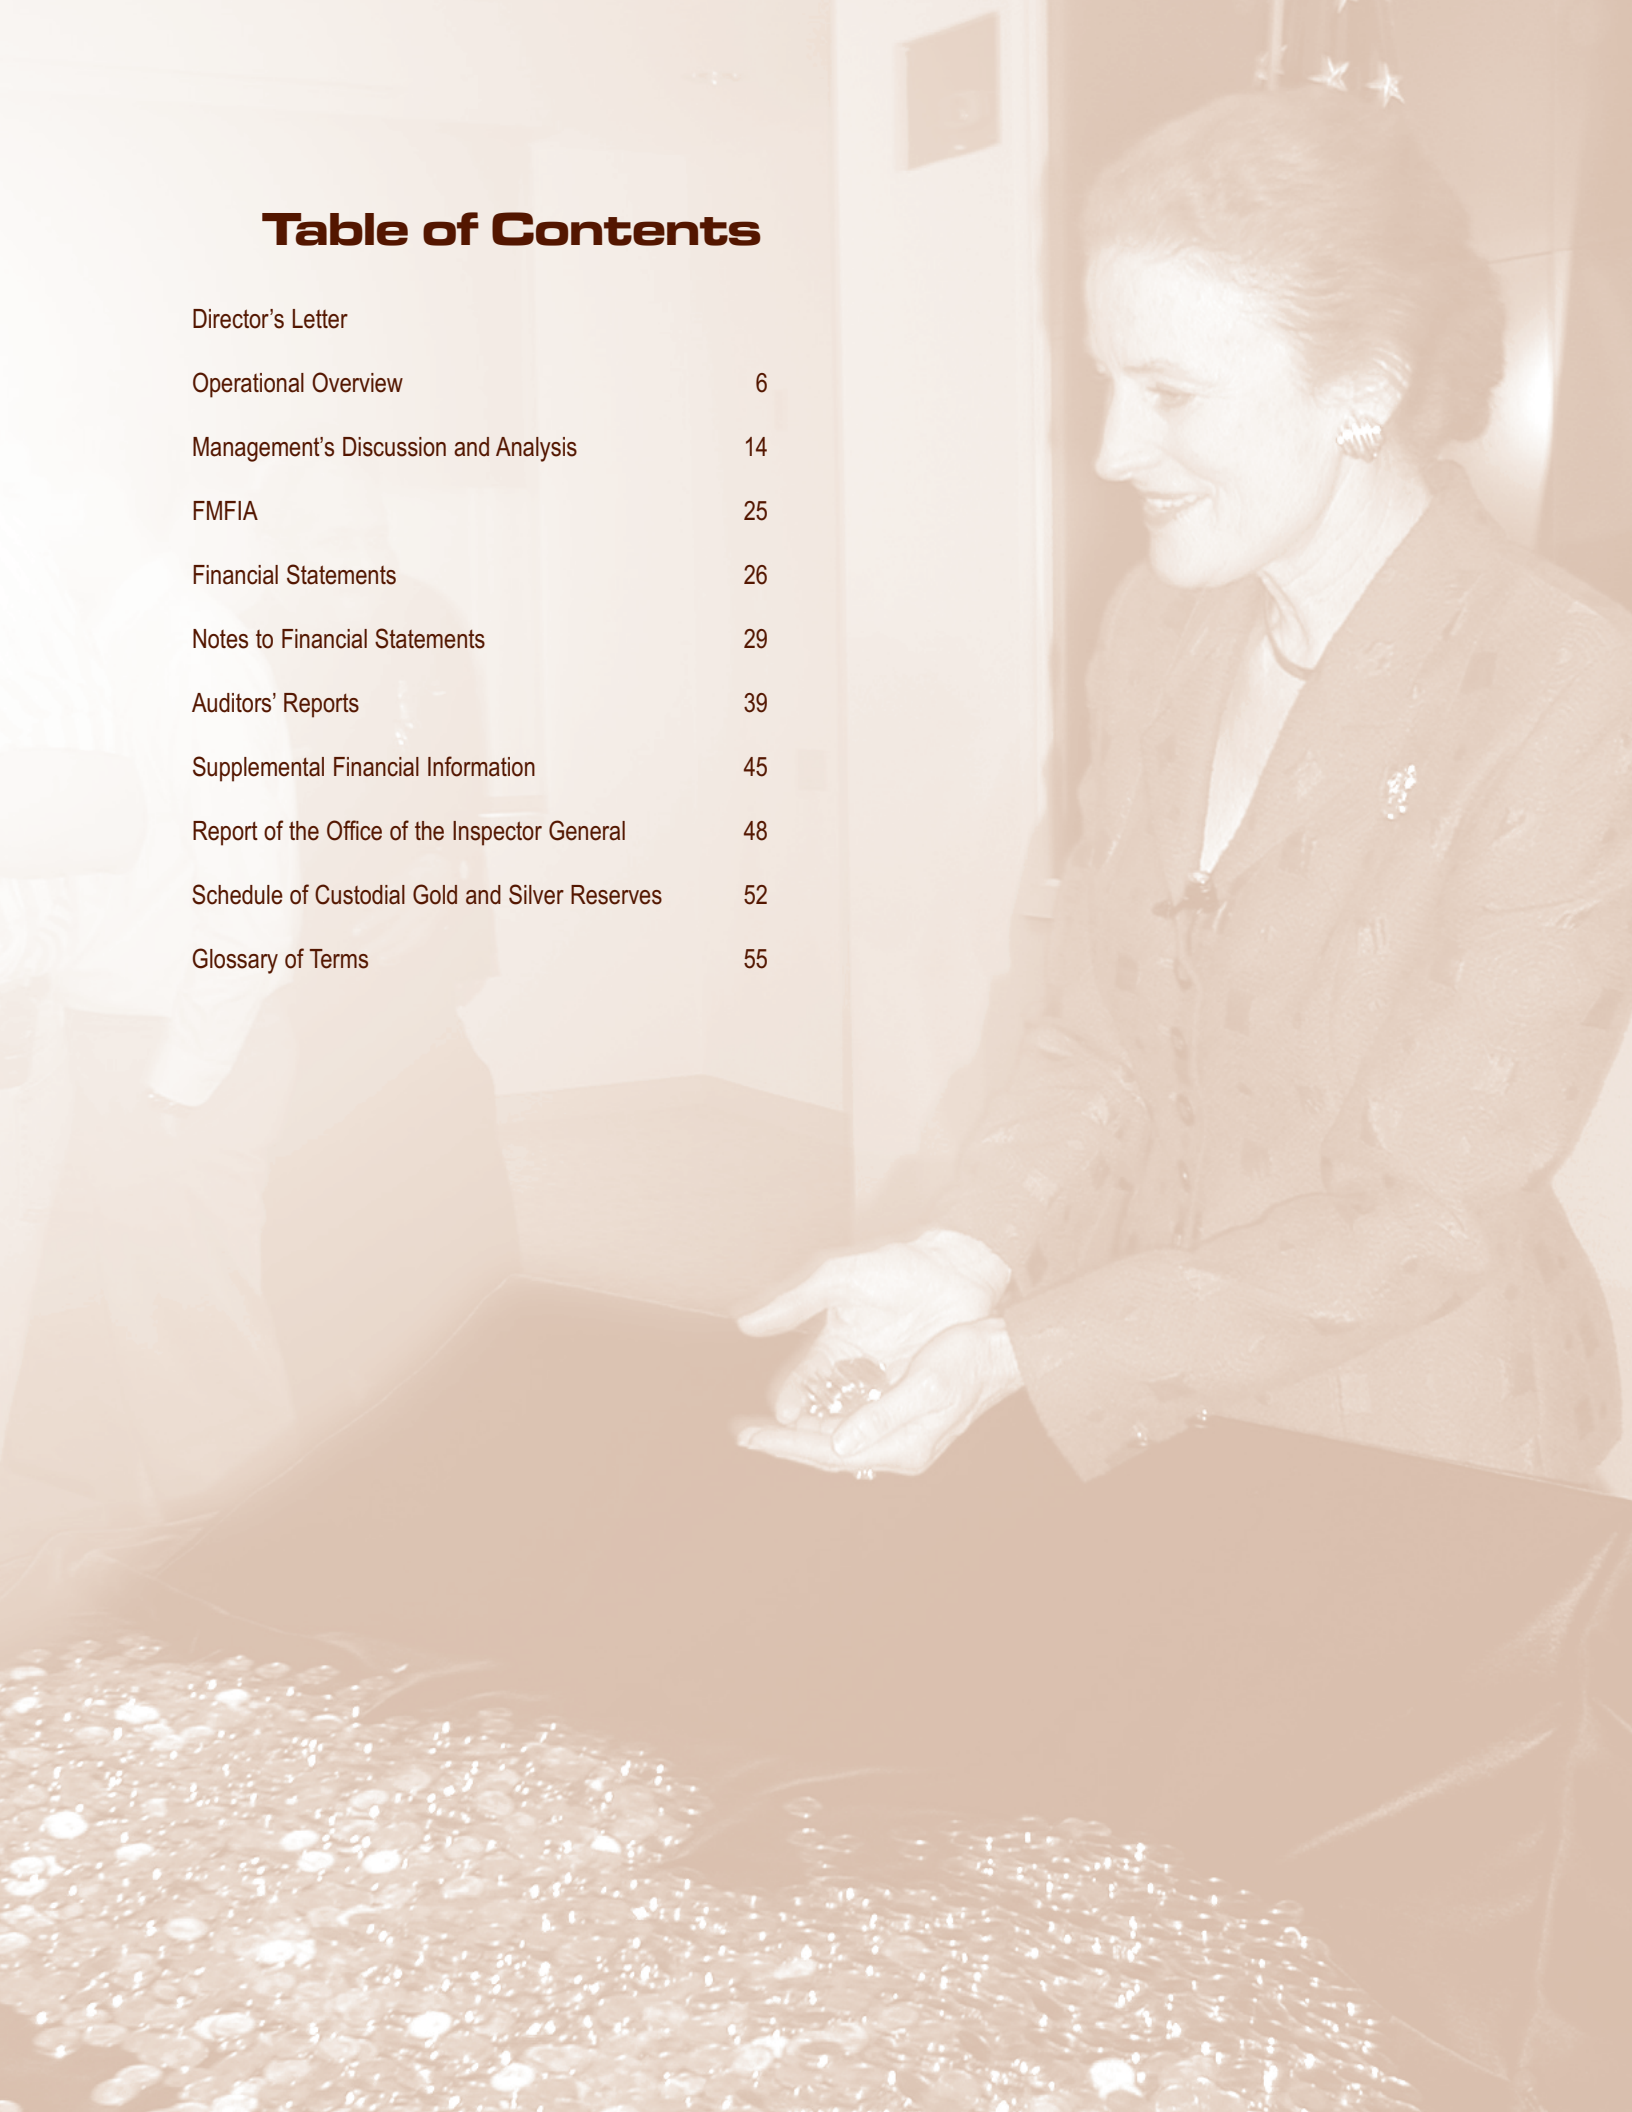 Table of Contents
Director’s Letter
Operational Overview 6
Management’s Discussion and Analysis 14
FMFIA 25
Financial Statements 26
Notes to Financial Statements 29
Auditors’ Reports 39
Supplemental Financial Information 45
Report of the Office of the Inspector General 48
Schedule of Custodial Gold and Silver Reserves 52
Glossary of Terms 55